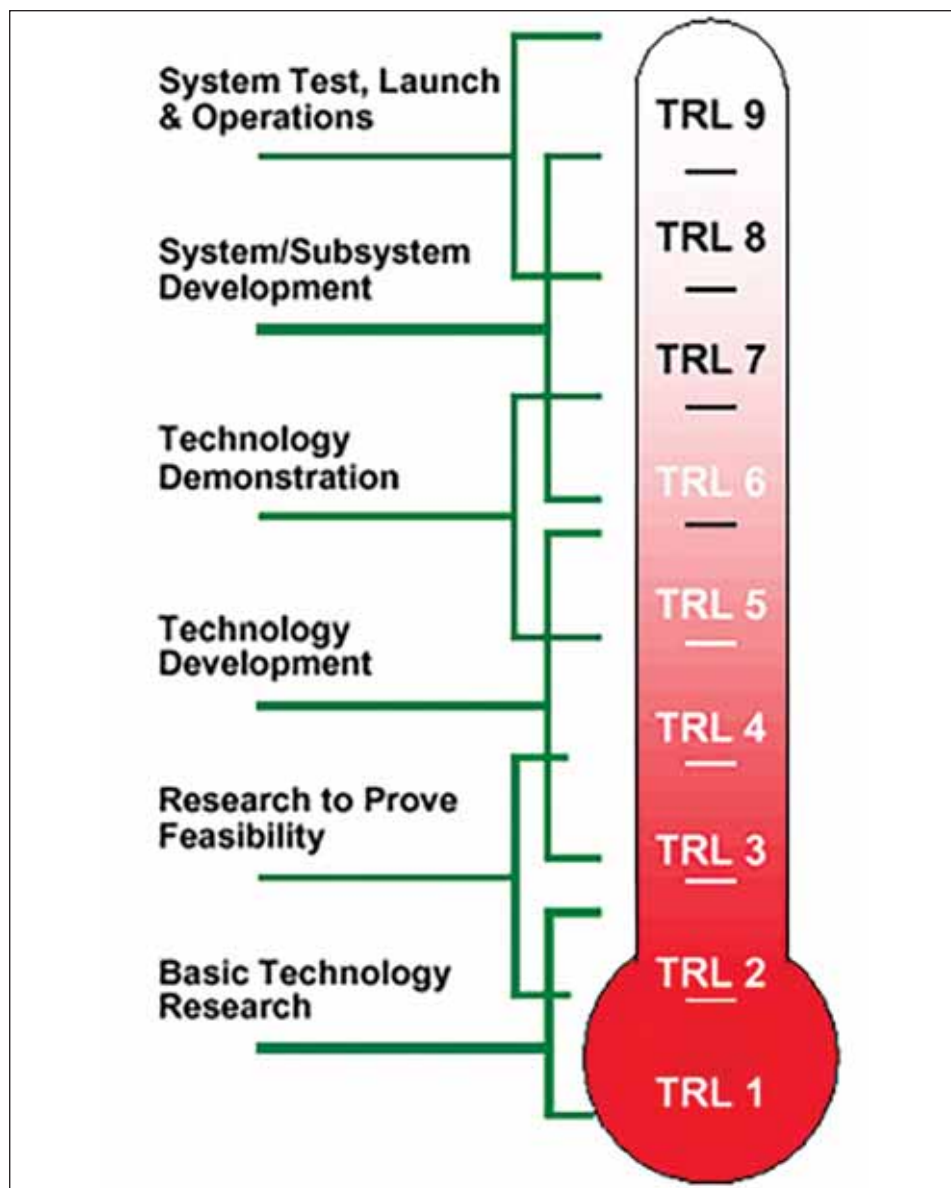 System Test, Launch
& Operations
System/Subsystem
Development
Technology
Demonstration
Technology
Development
Research to Prove
Feasibility
Basic Technology
Research
TRL 9
TRL 8
TRL 7
TRL 6
TRL 5
TRL 4
TRL 3
TRL 2
TRL 1